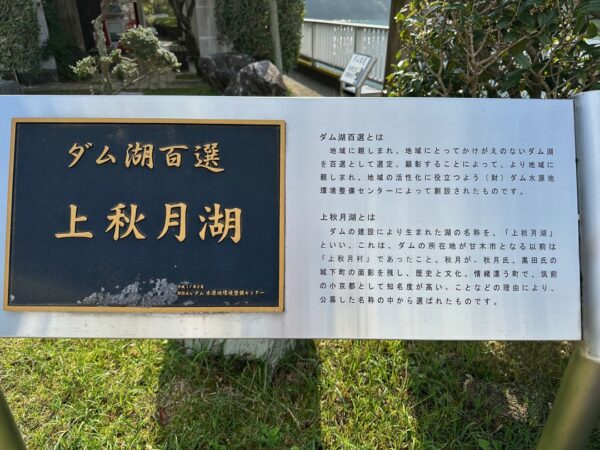 ダム湖百選
上秋月湖
平成17年3月
財団法人 ダム水源地環境整備センター
ダム湖百選とは
地域に親しまれ、地域にとってかけがえのないダム湖
を百選として選定、顕彰することによって、より地域に
親しまれ、地域の活性化に役立つよう(財)ダム水源地
環境整備センターによって創設されたものです。
上秋月湖とは
ダムの建設により生まれた湖の名称を、「上秋月湖」
といい。これは、ダムの所在地が甘木市となる以前は
「上秋月村」であったこと、秋月が、秋月氏、黒田氏の
城下町の面影を残し、歴史と文化、情緒漂う町で、筑前
の小京都として知名度が高い、ことなどの理由により、
公募した名称の中から選ばれたものです。